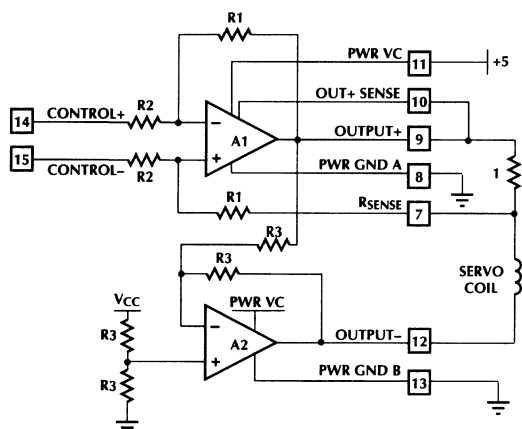 R1
PWR VC 11 +5
OUT+ SENSE 10
14 CONTROL+ R2
− A1 OUTPUT+ 9
15 CONTROL− R2 +
PWR GND A 8
1
R1 RSENSE 7
R3
R3
SERVO
COIL
VCC
PWR VC
R3 − A2 OUTPUT− 12
+
R3 PWR GND B 13